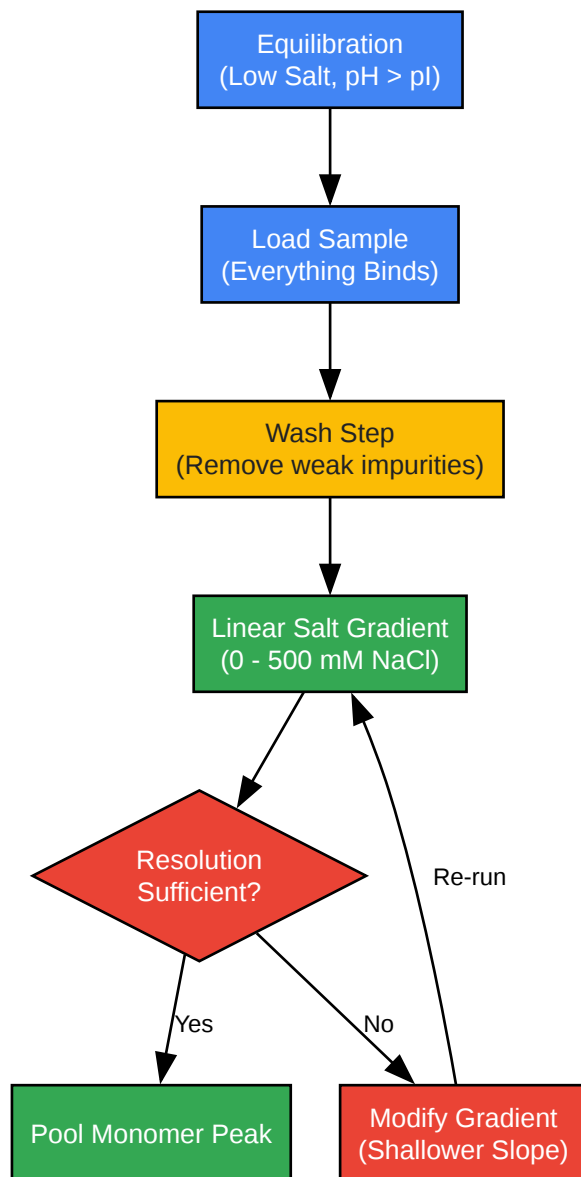 Equilibration
(Low Salt, pH > pI)
Load Sample
(Everything Binds)
Wash Step
(Remove weak impurities)
Linear Salt Gradient
(0 - 500 mM NaCl)
Resolution
Sufficient?
Re-run
Yes
No
Pool Monomer Peak
Modify Gradient
(Shallower Slope)